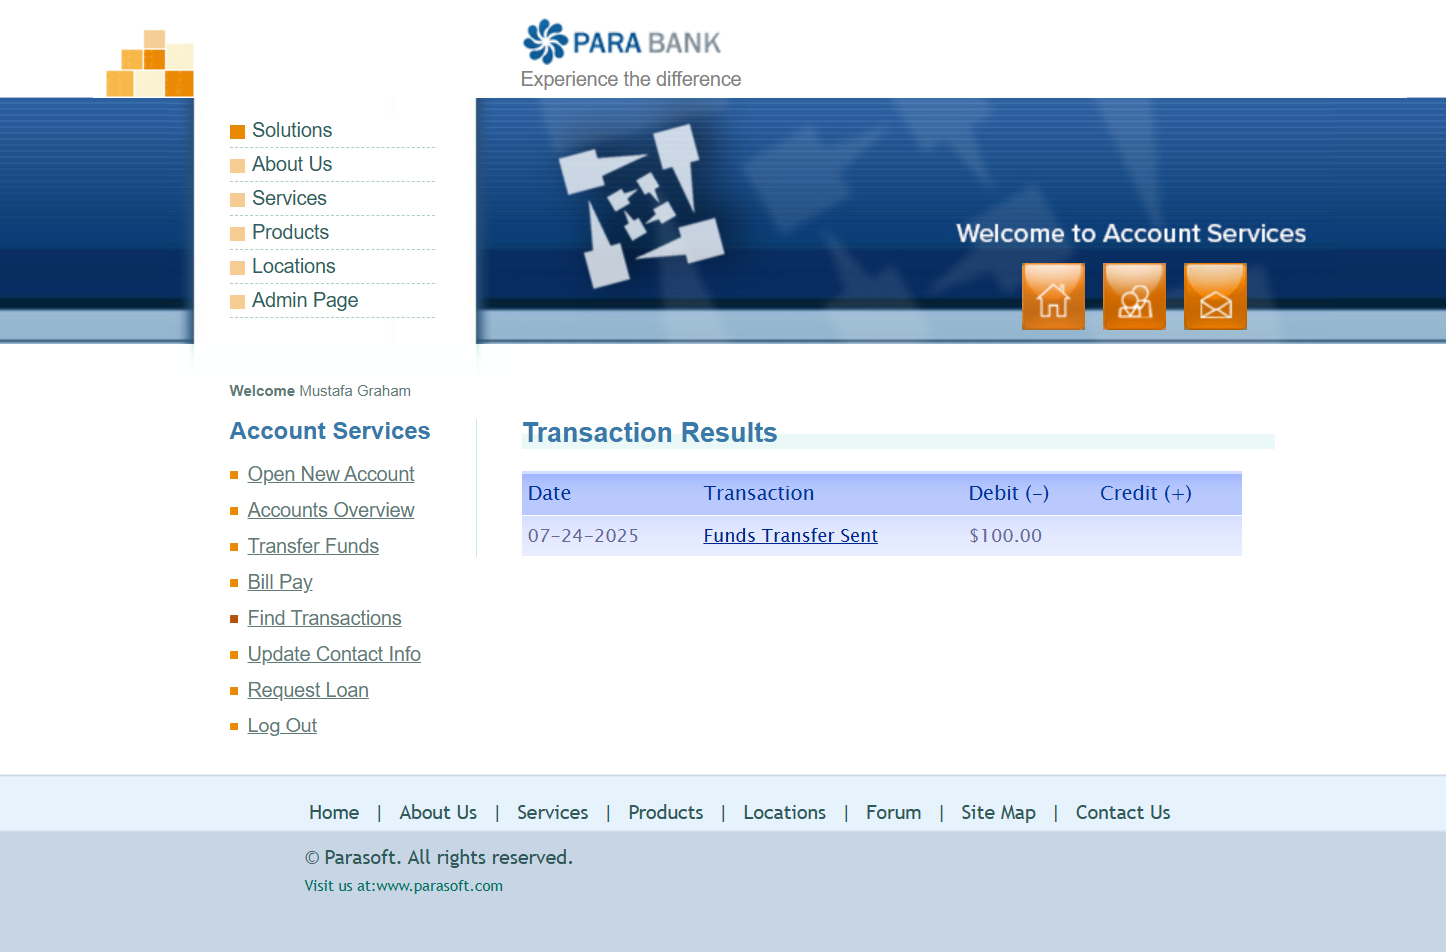 PARA BANK
Experience the difference
Solutions
About Us
Services
Products
Locations
Admin Page
Welcome to Account Services
Welcome Mustafa Graham
Account Services
Open New Account
Accounts Overview
Transfer Funds
Bill Pay
Find Transactions
Update Contact Info
Request Loan
Log Out
Transaction Results
Date Transaction Debit (-) Credit (+)
07-24-2025 Funds Transfer Sent $100.00
Home | About Us | Services | Products | Locations | Forum | Site Map | Contact Us
© Parasoft. All rights reserved.
Visit us at:www.parasoft.com